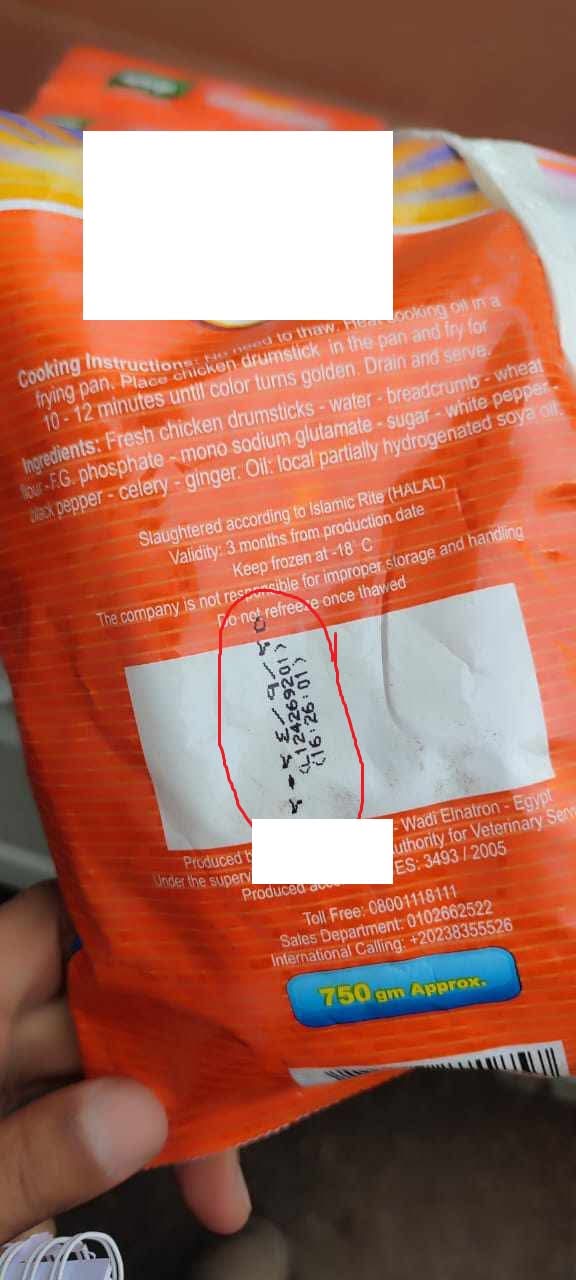 Cooking Instructions: No need to thaw. Heat cooking oil in a
frying pan. Place chicken drumstick in the pan and fry for
10 - 12 minutes until color turns golden. Drain and serve.
Ingredients: Fresh chicken drumsticks - water - breadcrumb - wheat
flour -F.G. phosphate - mono sodium glutamate - sugar - white pepper -
black pepper - celery - ginger. Oil: local partially hydrogenated soya oil.
Slaughtered according to Islamic Rite (HALAL)
Validity: 3 months from production date
Keep frozen at -18° C
The company is not responsible for improper storage and handling
Do not refreeze once thawed
٢٠٢٤/٩/٢٥
(L124269201)
(16:26:01)
Produced - Wadi Elnatron - Egypt
Under the for Veterinary
Produced ES: 3493 / 2005
Toll Free: 08001118111
Sales Department: 0102662522
International Calling: +20238355526
750 gm Approx.